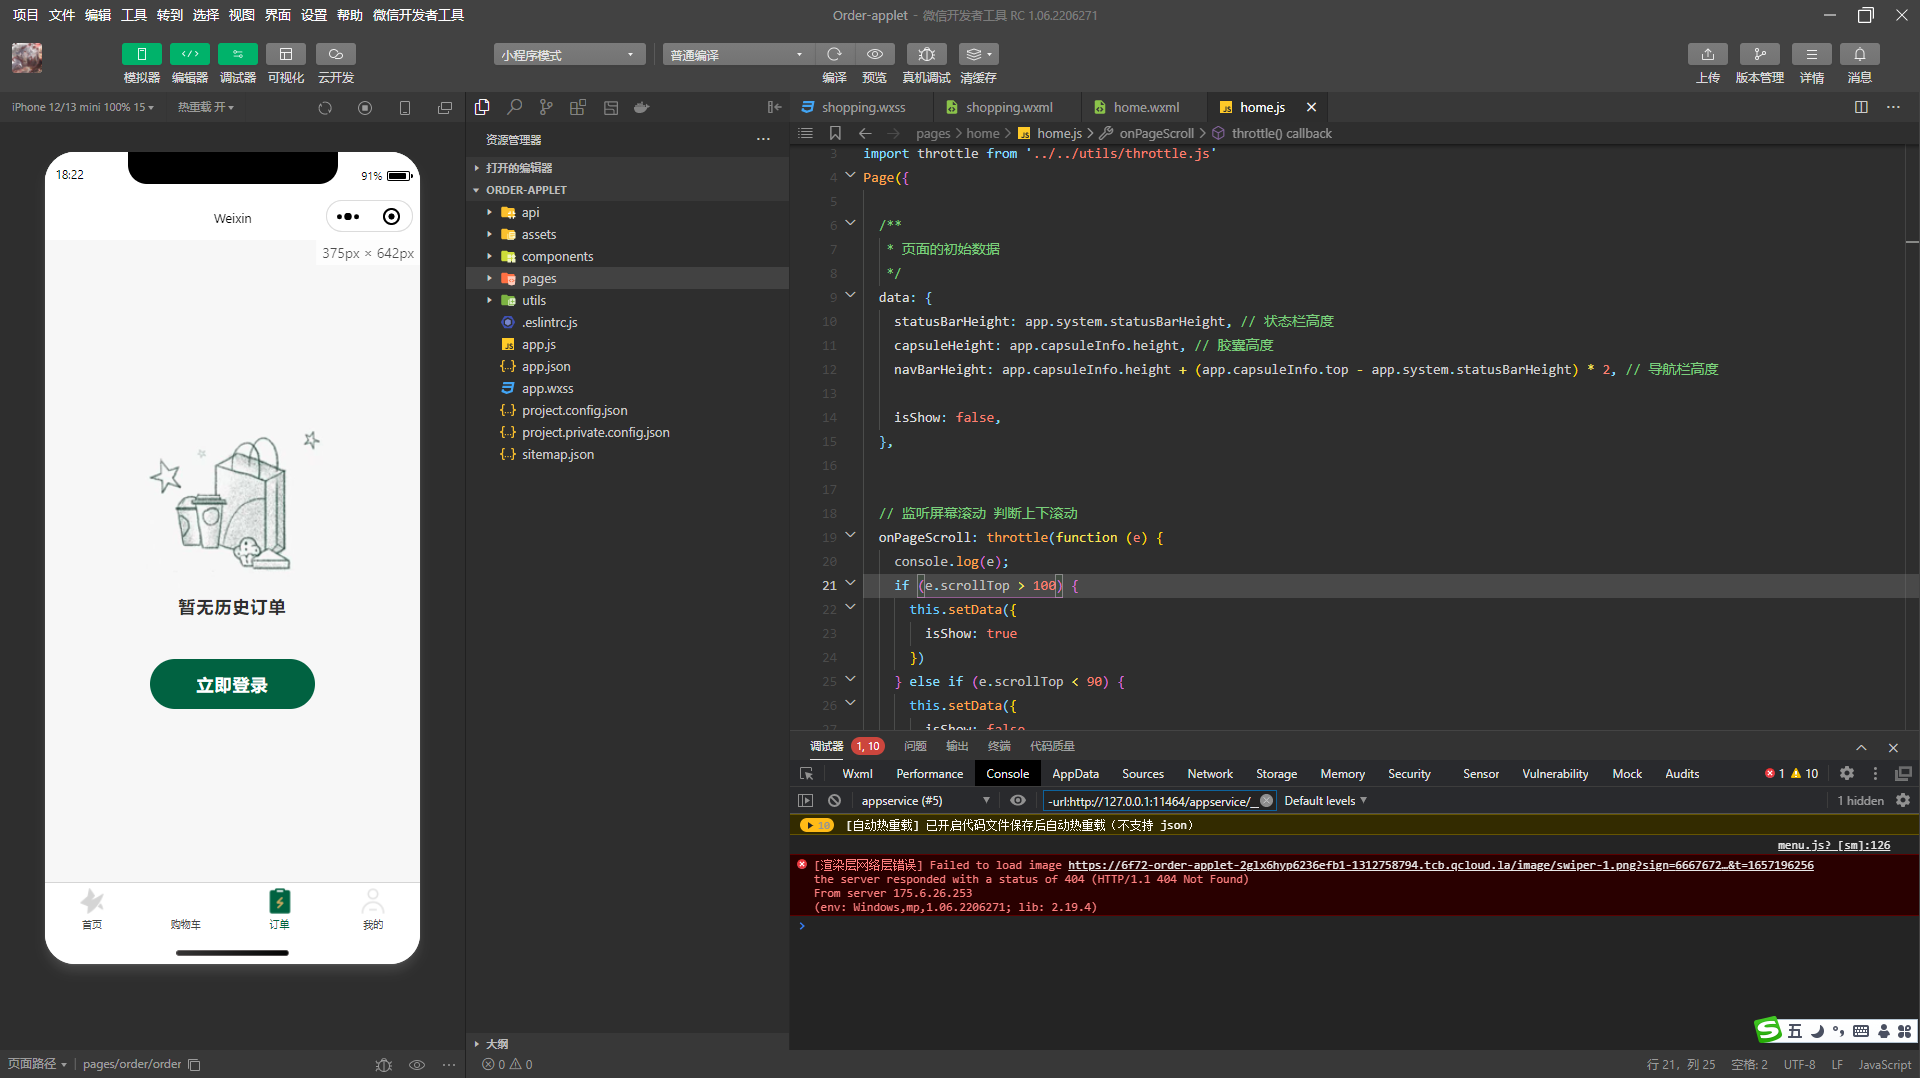 项目 文件 编辑 工具 转到 选择 视图 界面 设置 帮助 微信开发者工具
Order-applet - 微信开发者工具 RC 1.06.2206271
模拟器 编辑器 调试器 可视化 云开发
小程序模式 普通编译
编译 预览 真机调试 清缓存
上传 版本管理 详情 消息
iPhone 12/13 mini 100% 15 热重载 开
18:22
91%
Weixin
375px × 642px
暂无历史订单
立即登录
首页 购物车 订单 我的
页面路径 pages/order/order
资源管理器
打开的编辑器
ORDER-APPLET
api
assets
components
pages
utils
.eslintrc.js
app.js
app.json
app.wxss
project.config.json
project.private.config.json
sitemap.json
大纲
0 0
shopping.wxss shopping.wxml home.wxml home.js
pages > home > home.js > onPageScroll > throttle() callback
3 import throttle from '../../utils/throttle.js'
4 Page({
5
6 /**
7 * 页面的初始数据
8 */
9 data: {
10 statusBarHeight: app.system.statusBarHeight, // 状态栏高度
11 capsuleHeight: app.capsuleInfo.height, // 胶囊高度
12 navBarHeight: app.capsuleInfo.height + (app.capsuleInfo.top - app.system.statusBarHeight) * 2, // 导航栏高度
13
14 isShow: false,
15 },
16
17
18 // 监听屏幕滚动 判断上下滚动
19 onPageScroll: throttle(function (e) {
20 console.log(e);
21 if (e.scrollTop > 100) {
22 this.setData({
23 isShow: true
24 })
25 } else if (e.scrollTop < 90) {
26 this.setData({
27 isShow: false
调试器 1, 10 问题 输出 终端 代码质量
Wxml Performance Console AppData Sources Network Storage Memory Security Sensor Vulnerability Mock Audits 1 10
appservice (#5) -url:http://127.0.0.1:11464/appservice/_ Default levels 1 hidden
10 [自动热重载] 已开启代码文件保存后自动热重载（不支持 json）
menu.js? [sm]:126
[渲染层网络层错误] Failed to load image https://6f72-order-applet-2glx6hyp6236efb1-1312758794.tcb.qcloud.la/image/swiper-1.png?sign=6667672…&t=1657196256
the server responded with a status of 404 (HTTP/1.1 404 Not Found)
From server 175.6.26.253
(env: Windows,mp,1.06.2206271; lib: 2.19.4)
五
行 21，列 25 空格: 2 UTF-8 LF JavaScript